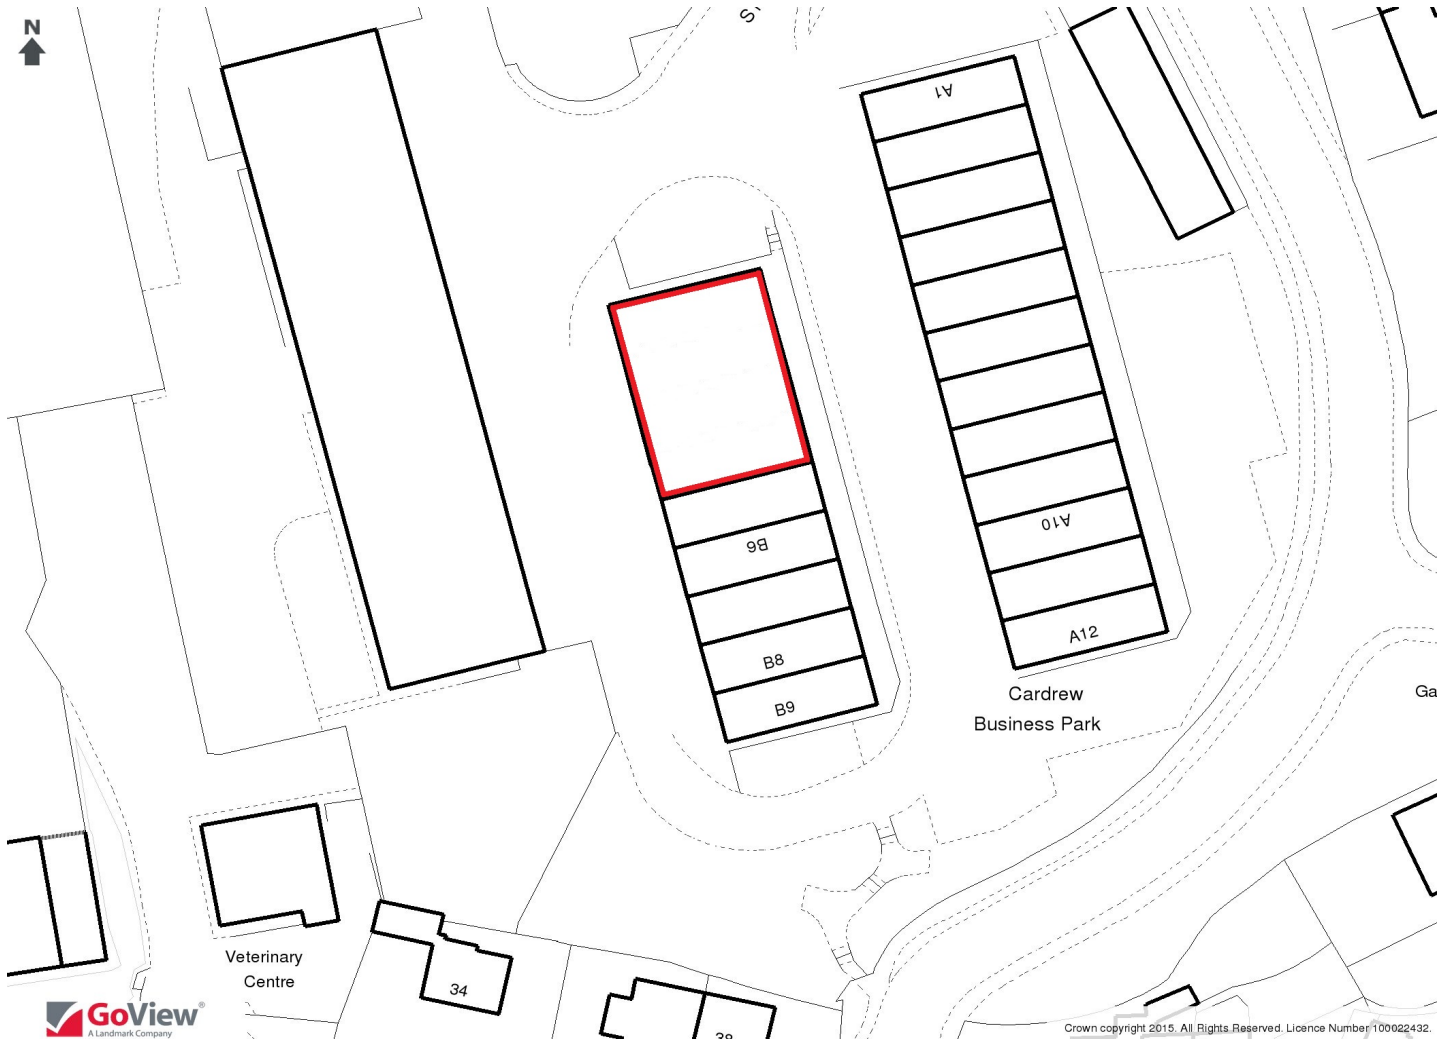 N
A1
B6
A10
B8
A12
B9
Cardrew
Business Park
Ga
Veterinary
Centre
34
38
GoView®
A Landmark Company
Crown copyright 2015. All Rights Reserved. Licence Number 100022432.